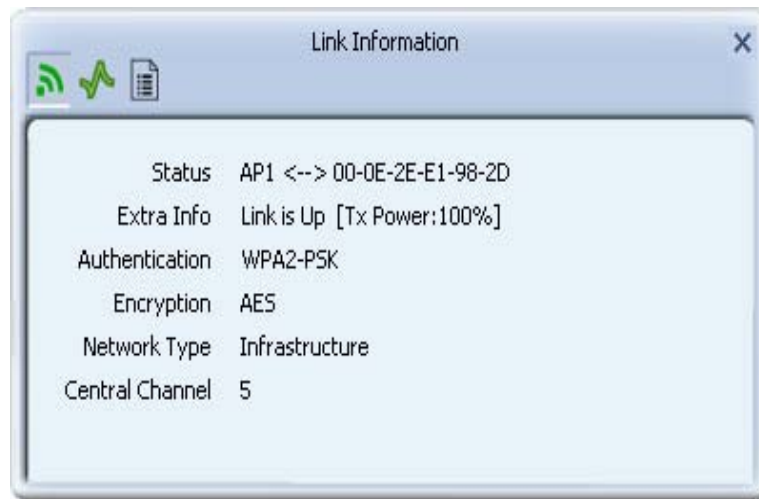 Link Information
Status AP1 <--> 00-0E-2E-E1-98-2D
Extra Info Link is Up [Tx Power:100%]
Authentication WPA2-PSK
Encryption AES
Network Type Infrastructure
Central Channel 5